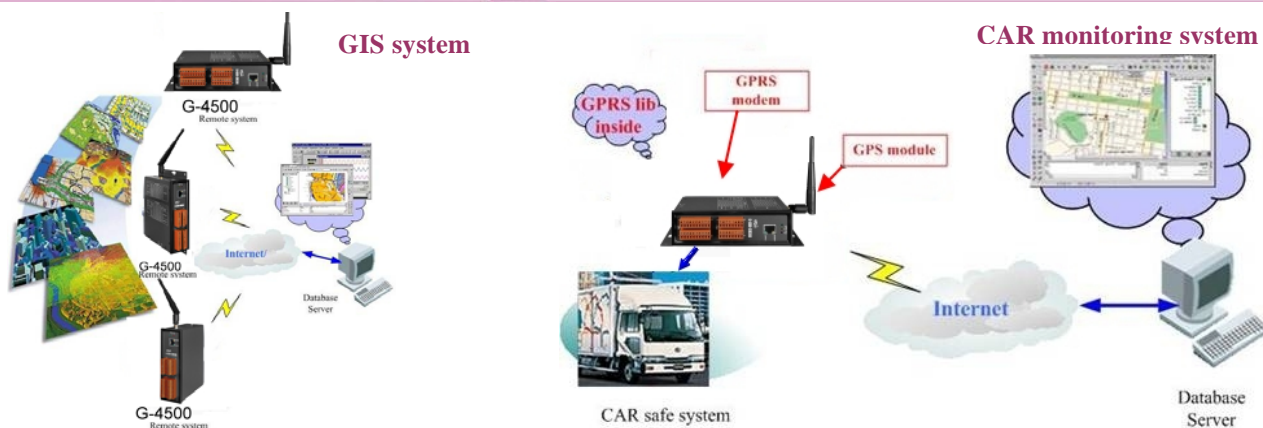 GIS system
G-4500
Remote system
G-4500
Remote system
Internet/
Database
Server
G-4500
Remote system
CAR monitoring system
GPRS lib
inside
GPRS
modem
GPS module
Internet
CAR safe system
Database
Server